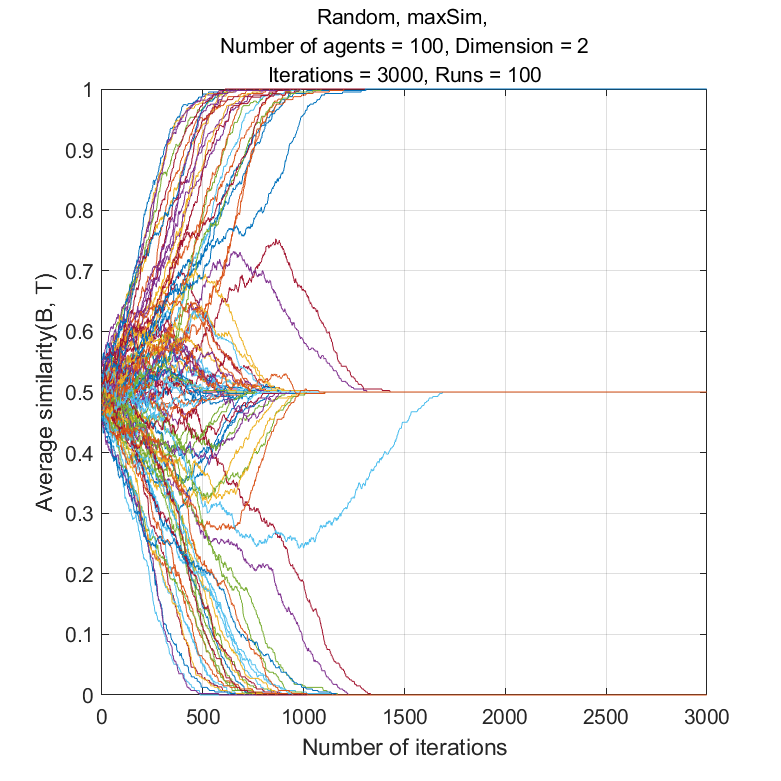 Random, maxSim,
Number of agents = 100, Dimension = 2
Iterations = 3000, Runs = 100
1
0.9
0.8
0.7
0.6
0.5
0.4
0.3
0.2
0.1
0
Average similarity(B, T)
0 500 1000 1500 2000 2500 3000
Number of iterations